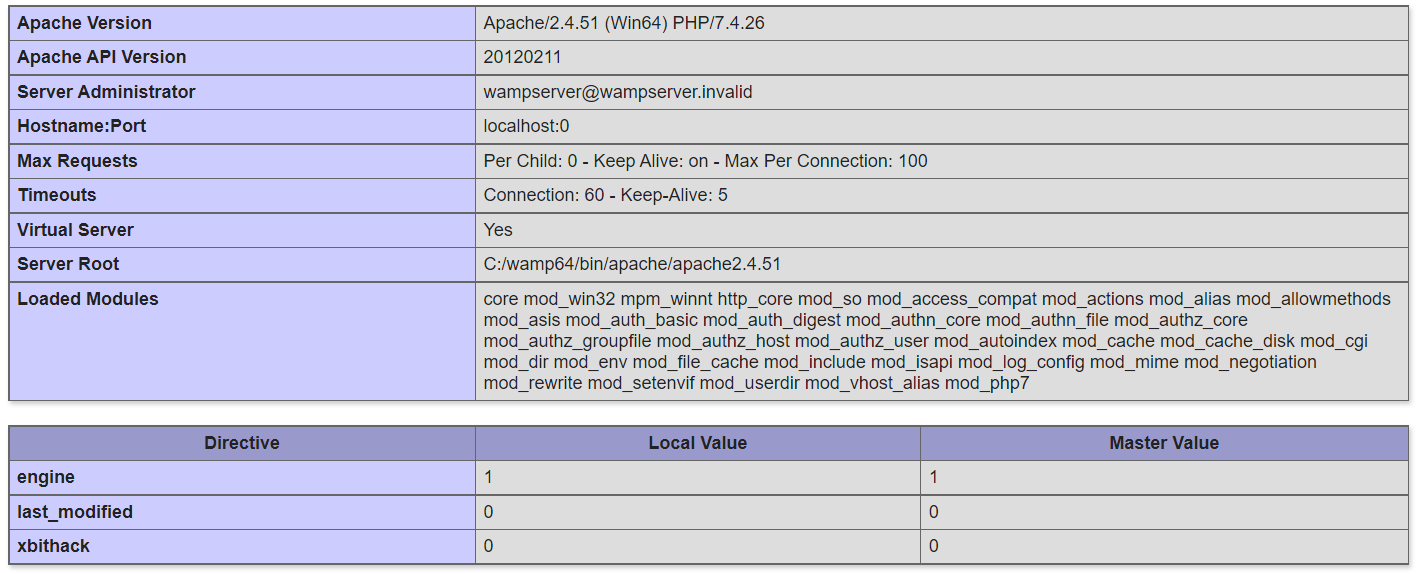 Apache Version Apache/2.4.51 (Win64) PHP/7.4.26
Apache API Version 20120211
Server Administrator wampserver@wampserver.invalid
Hostname:Port localhost:0
Max Requests Per Child: 0 - Keep Alive: on - Max Per Connection: 100
Timeouts Connection: 60 - Keep-Alive: 5
Virtual Server Yes
Server Root C:/wamp64/bin/apache/apache2.4.51
Loaded Modules core mod_win32 mpm_winnt http_core mod_so mod_access_compat mod_actions mod_alias mod_allowmethods
mod_asis mod_auth_basic mod_auth_digest mod_authn_core mod_authn_file mod_authz_core
mod_authz_groupfile mod_authz_host mod_authz_user mod_autoindex mod_cache mod_cache_disk mod_cgi
mod_dir mod_env mod_file_cache mod_include mod_isapi mod_log_config mod_mime mod_negotiation
mod_rewrite mod_setenvif mod_userdir mod_vhost_alias mod_php7
Directive Local Value Master Value
engine 1 1
last_modified 0 0
xbithack 0 0